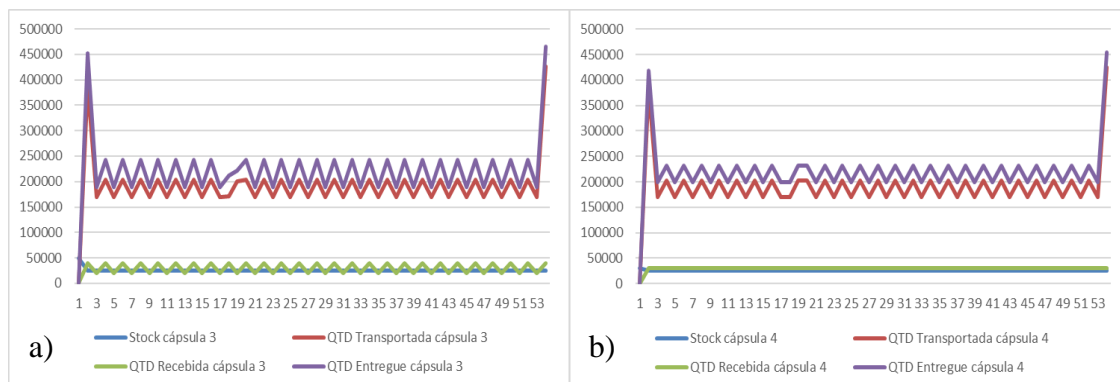 500000
450000
400000
350000
300000
250000
200000
150000
100000
50000
0
1 3 5 7 9 11 13 15 17 19 21 23 25 27 29 31 33 35 37 39 41 43 45 47 49 51 53
Stock cápsula 3
QTD Transportada cápsula 3
QTD Recebida cápsula 3
QTD Entregue cápsula 3
a)
500000
450000
400000
350000
300000
250000
200000
150000
100000
50000
0
1 3 5 7 9 11 13 15 17 19 21 23 25 27 29 31 33 35 37 39 41 43 45 47 49 51 53
Stock cápsula 4
QTD Transportada cápsula 4
QTD Recebida cápsula 4
QTD Entregue cápsula 4
b)